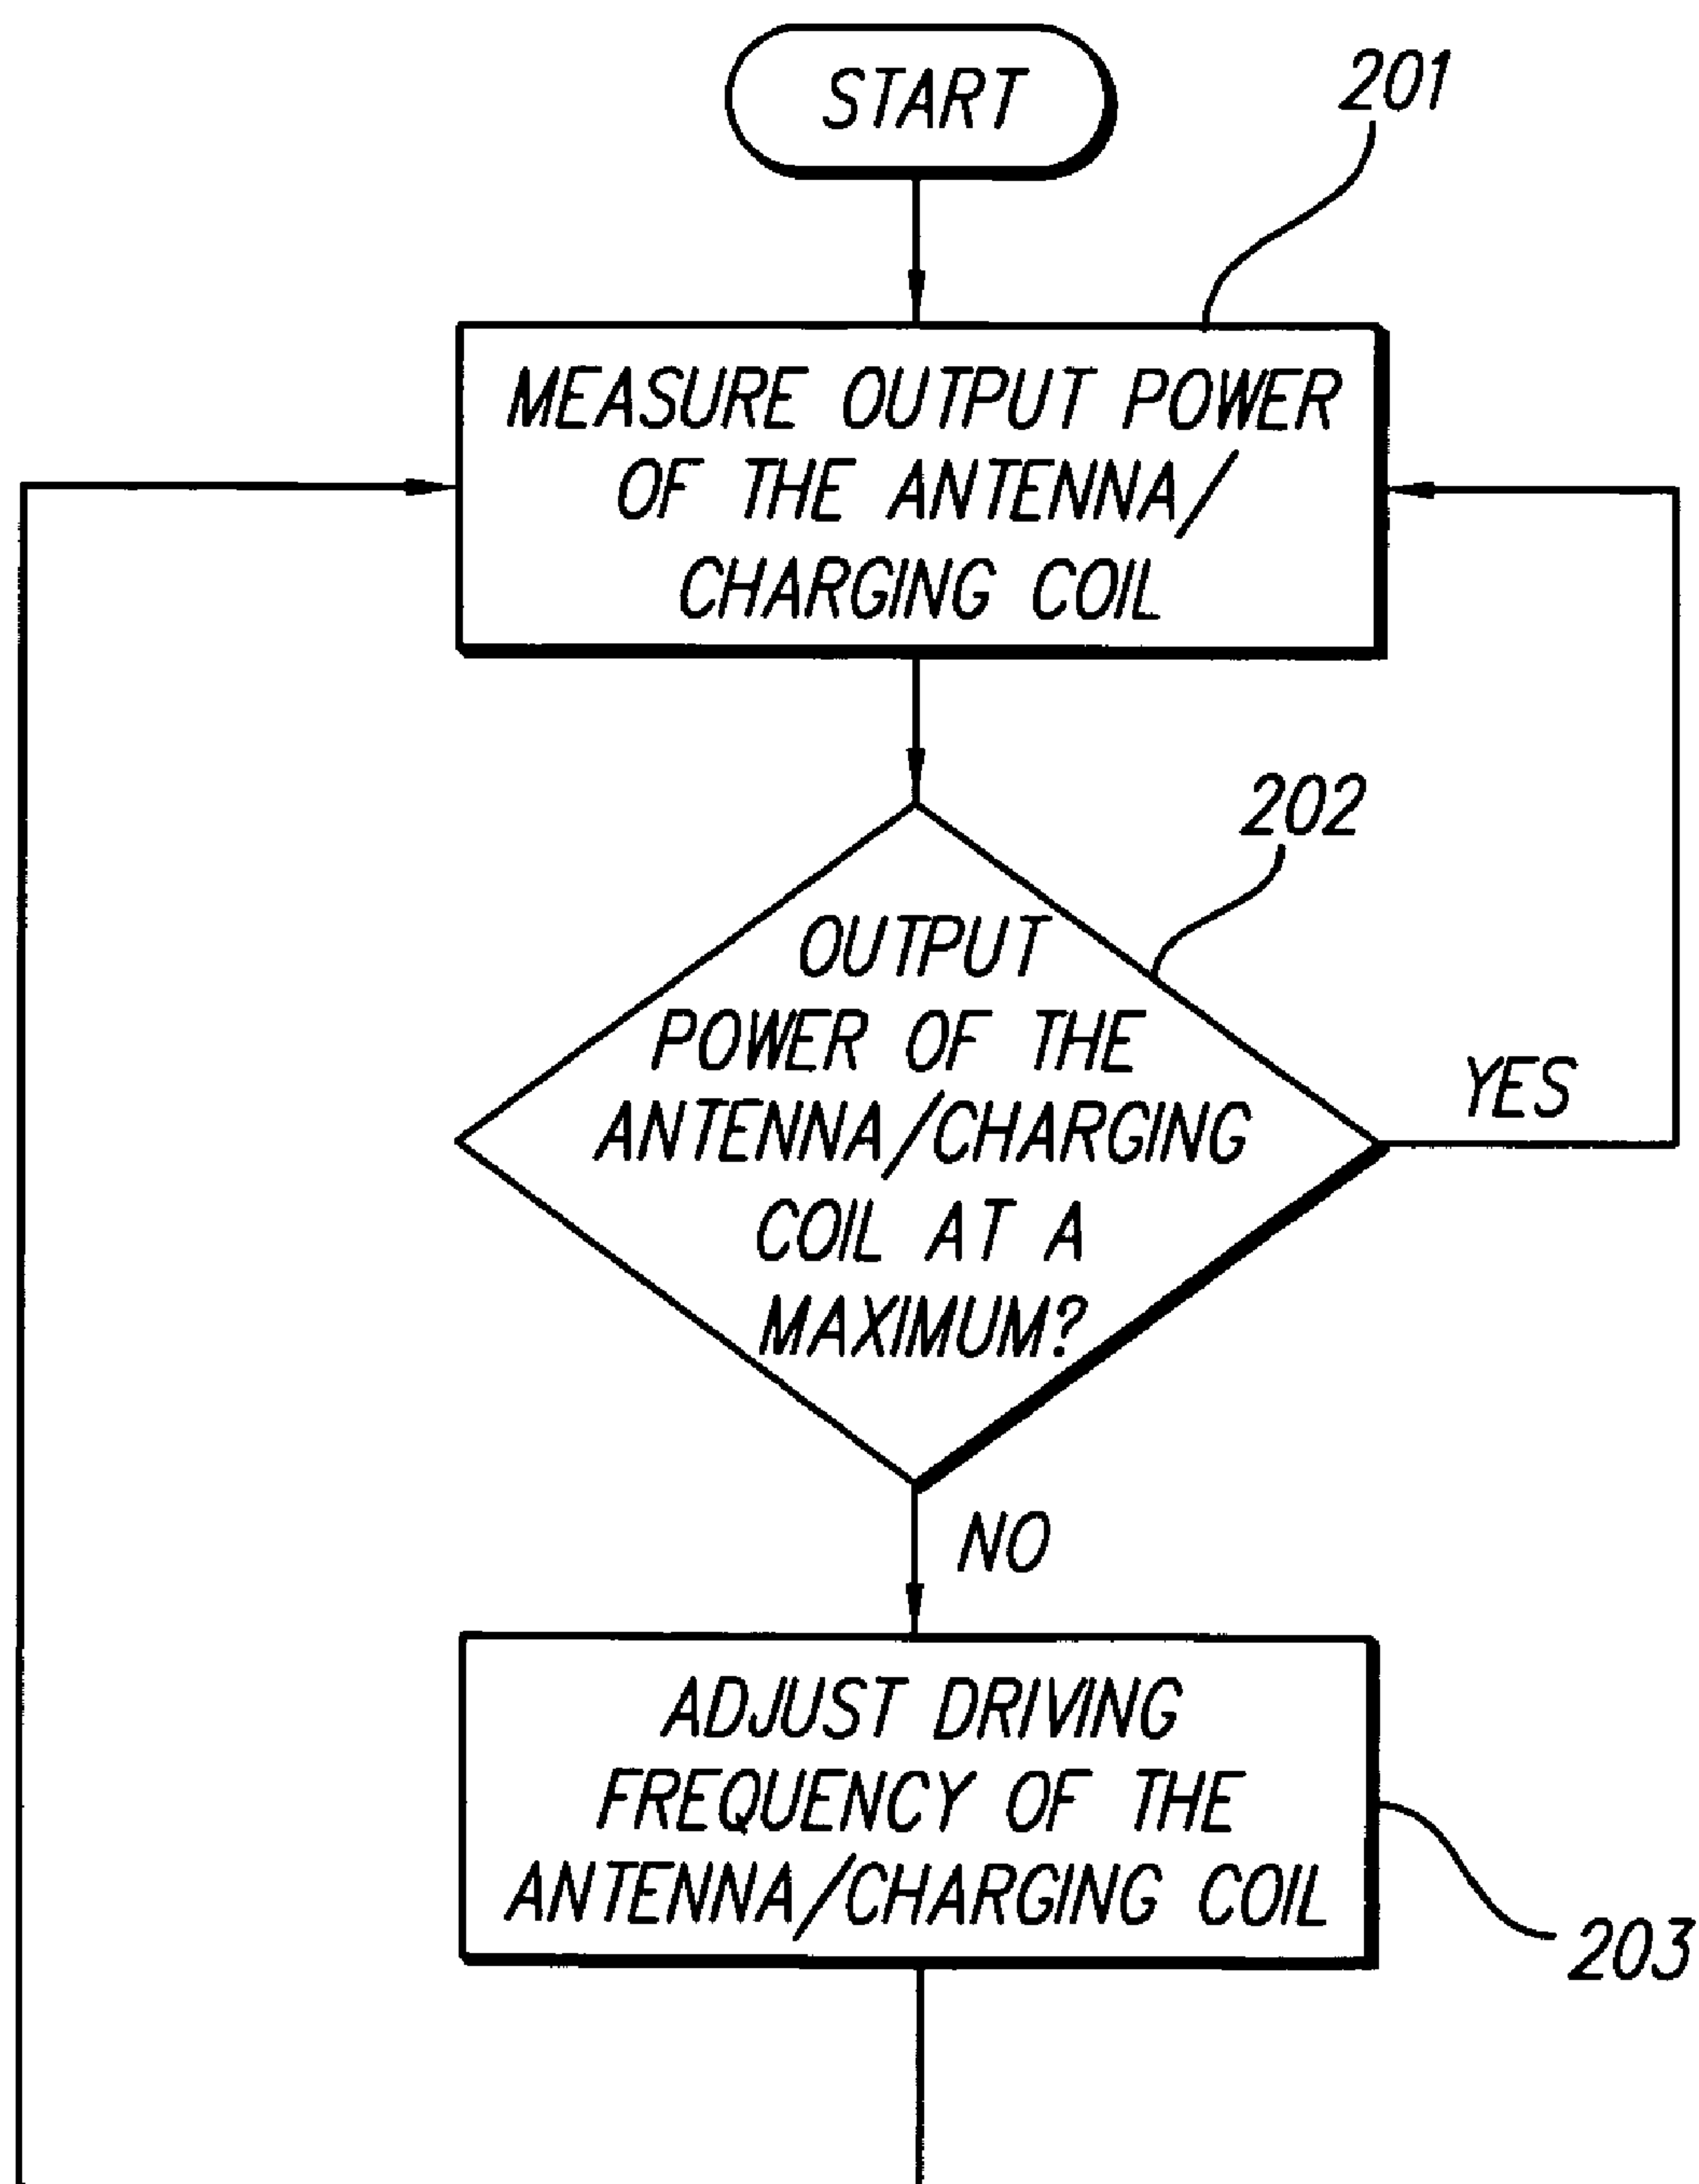 START
201
MEASURE OUTPUT POWER
OF THE ANTENNA/
CHARGING COIL
202
OUTPUT
POWER OF THE
ANTENNA/CHARGING
COIL AT A
MAXIMUM?
YES
NO
ADJUST DRIVING
FREQUENCY OF THE
ANTENNA/CHARGING COIL
203